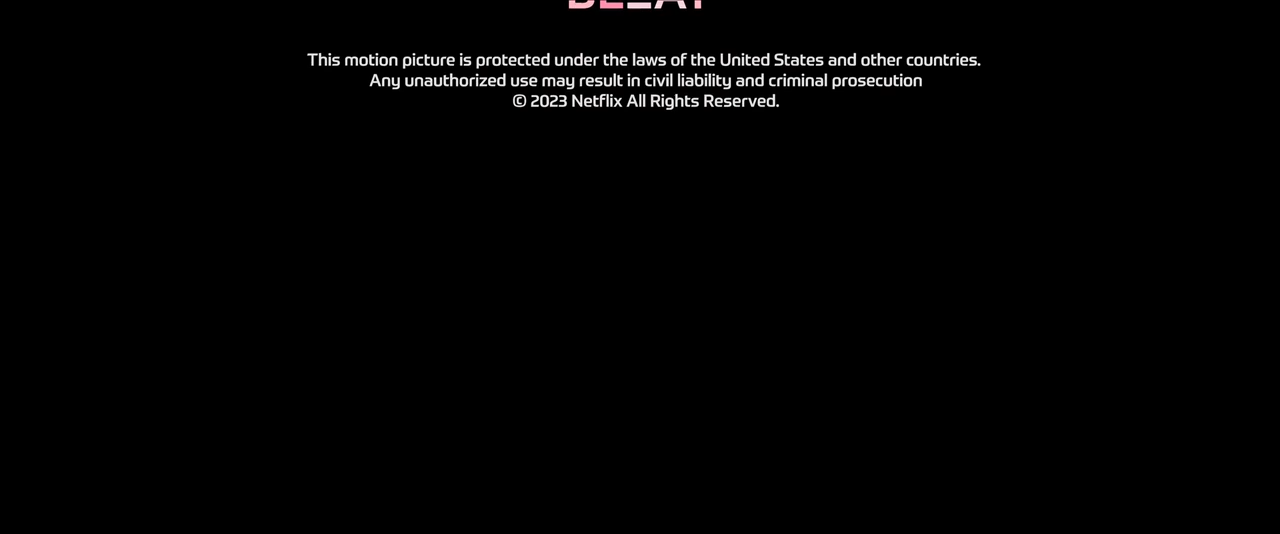 This motion picture is protected under the laws of the United States and other countries.
Any unauthorized use may result in civil liability and criminal prosecution
© 2023 Netflix All Rights Reserved.